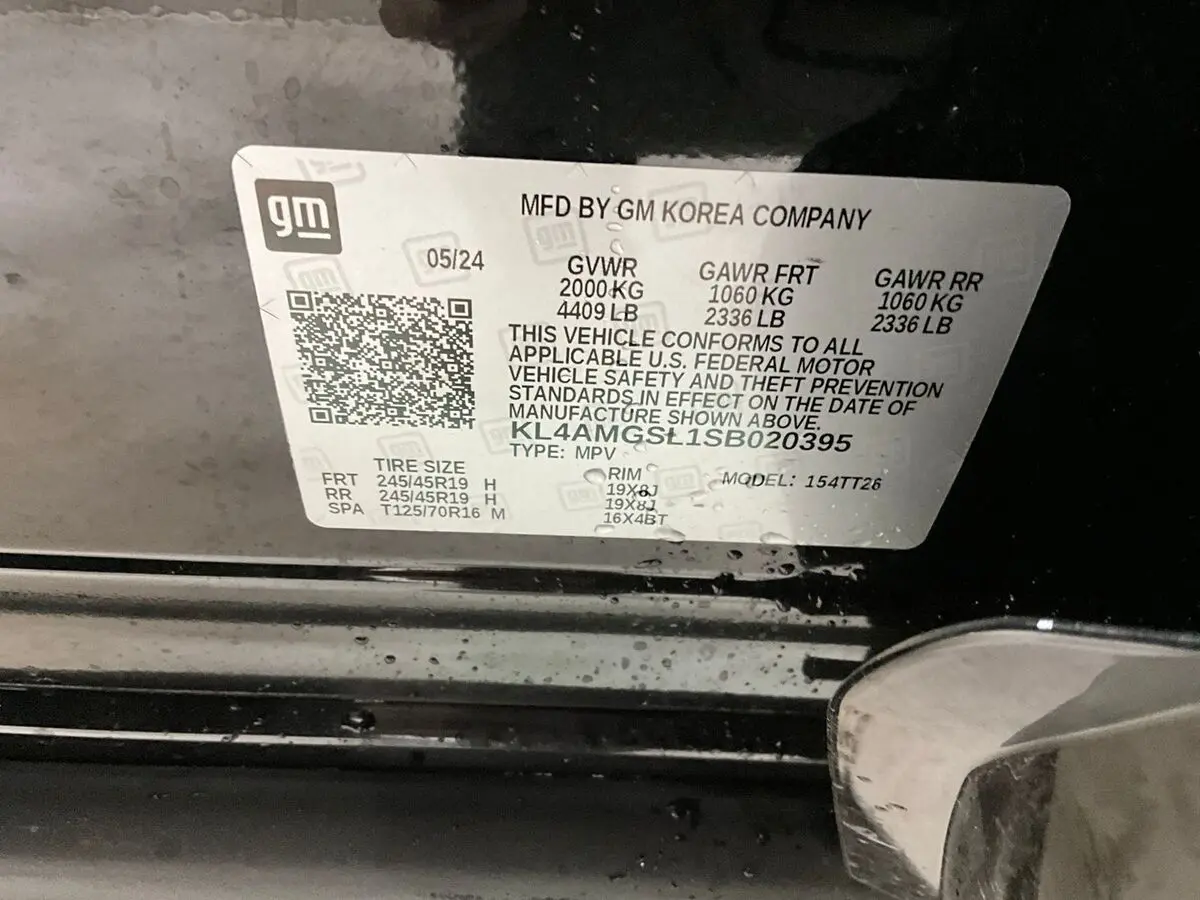 gm
MFD BY GM KOREA COMPANY
05/24
GVWR GAWR FRT GAWR RR
2000 KG 1060 KG 1060 KG
4409 LB 2336 LB 2336 LB
THIS VEHICLE CONFORMS TO ALL
APPLICABLE U.S. FEDERAL MOTOR
VEHICLE SAFETY AND THEFT PREVENTION
STANDARDS IN EFFECT ON THE DATE OF
MANUFACTURE SHOWN ABOVE.
KL4AMGSL1SB020395
TYPE: MPV
TIRE SIZE RIM MODEL: 154TT26
FRT 245/45R19 H 19X8J
RR 245/45R19 H 19X8J
SPA T125/70R16 M 16X4BT